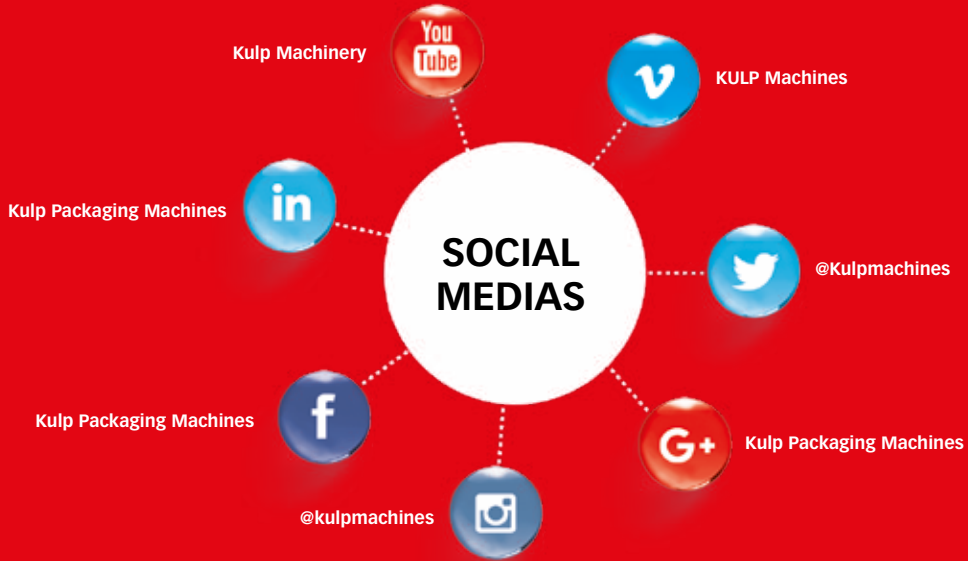 You
Tube
Kulp Machinery
KULP Machines
in
Kulp Packaging Machines
SOCIAL
MEDIAS
@Kulpmachines
f
Kulp Packaging Machines
G+
Kulp Packaging Machines
@kulpmachines